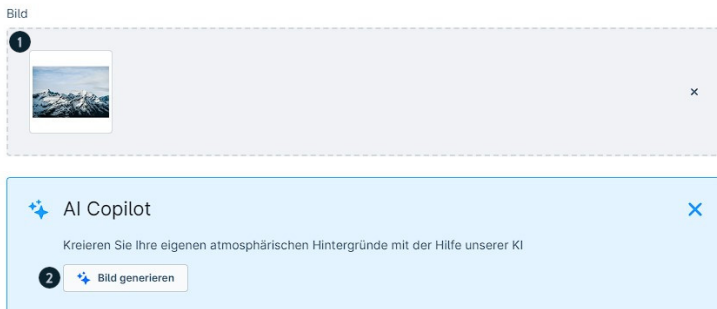 Bild
1
AI Copilot
Kreieren Sie Ihre eigenen atmosphärischen Hintergründe mit der Hilfe unserer KI
2 Bild generieren